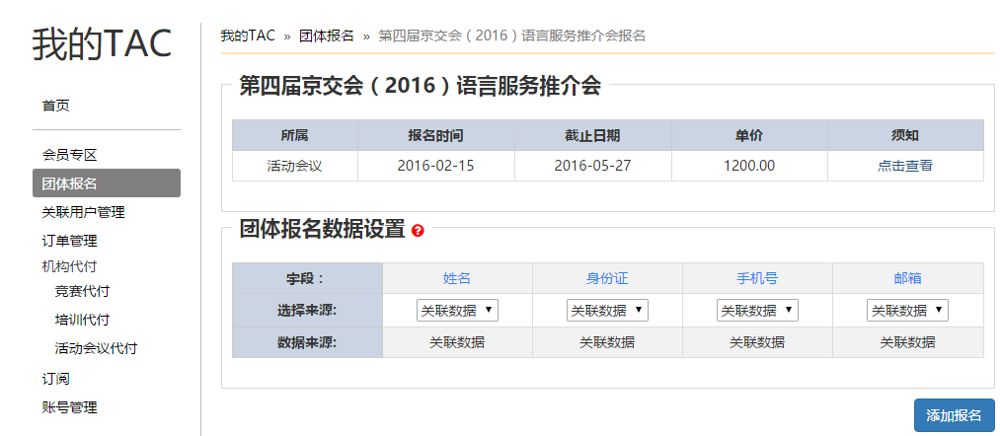 我的TAC
首页
会员专区
团体报名
关联用户管理
订单管理
机构代付
竞赛代付
培训代付
活动会议代付
订阅
账号管理
我的TAC » 团体报名 » 第四届京交会（2016）语言服务推介会报名
第四届京交会（2016）语言服务推介会
所属 报名时间 截止日期 单价 须知
活动会议 2016-02-15 2016-05-27 1200.00 点击查看
团体报名数据设置 ?
字段： 姓名 身份证 手机号 邮箱
选择来源: 关联数据 关联数据 关联数据 关联数据
数据来源: 关联数据 关联数据 关联数据 关联数据
添加报名